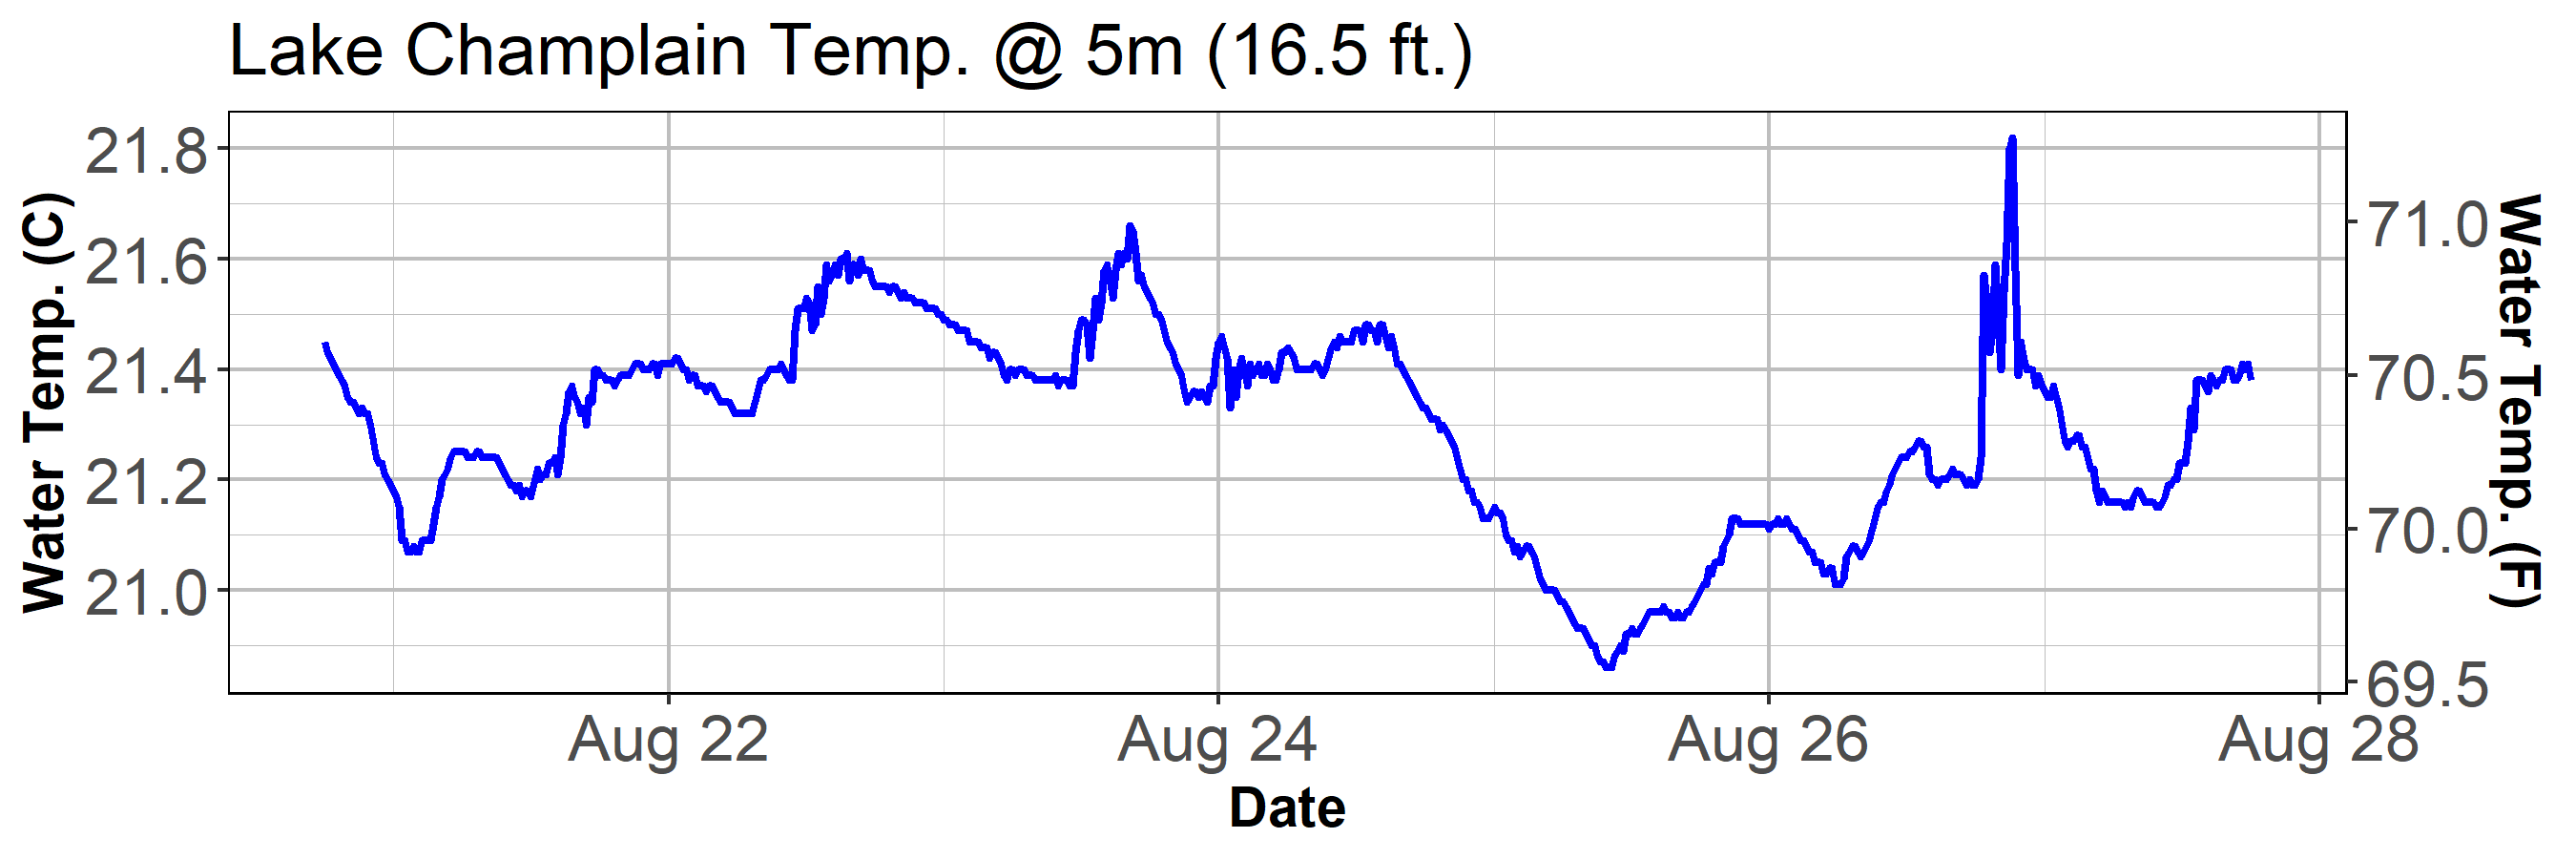 Lake Champlain Temp. @ 5m (16.5 ft.)
Water Temp. (C)
21.8
21.6
21.4
21.2
21.0
71.0
70.5
70.0
69.5
Water Temp. (F)
Aug 22
Aug 24
Aug 26
Aug 28
Date